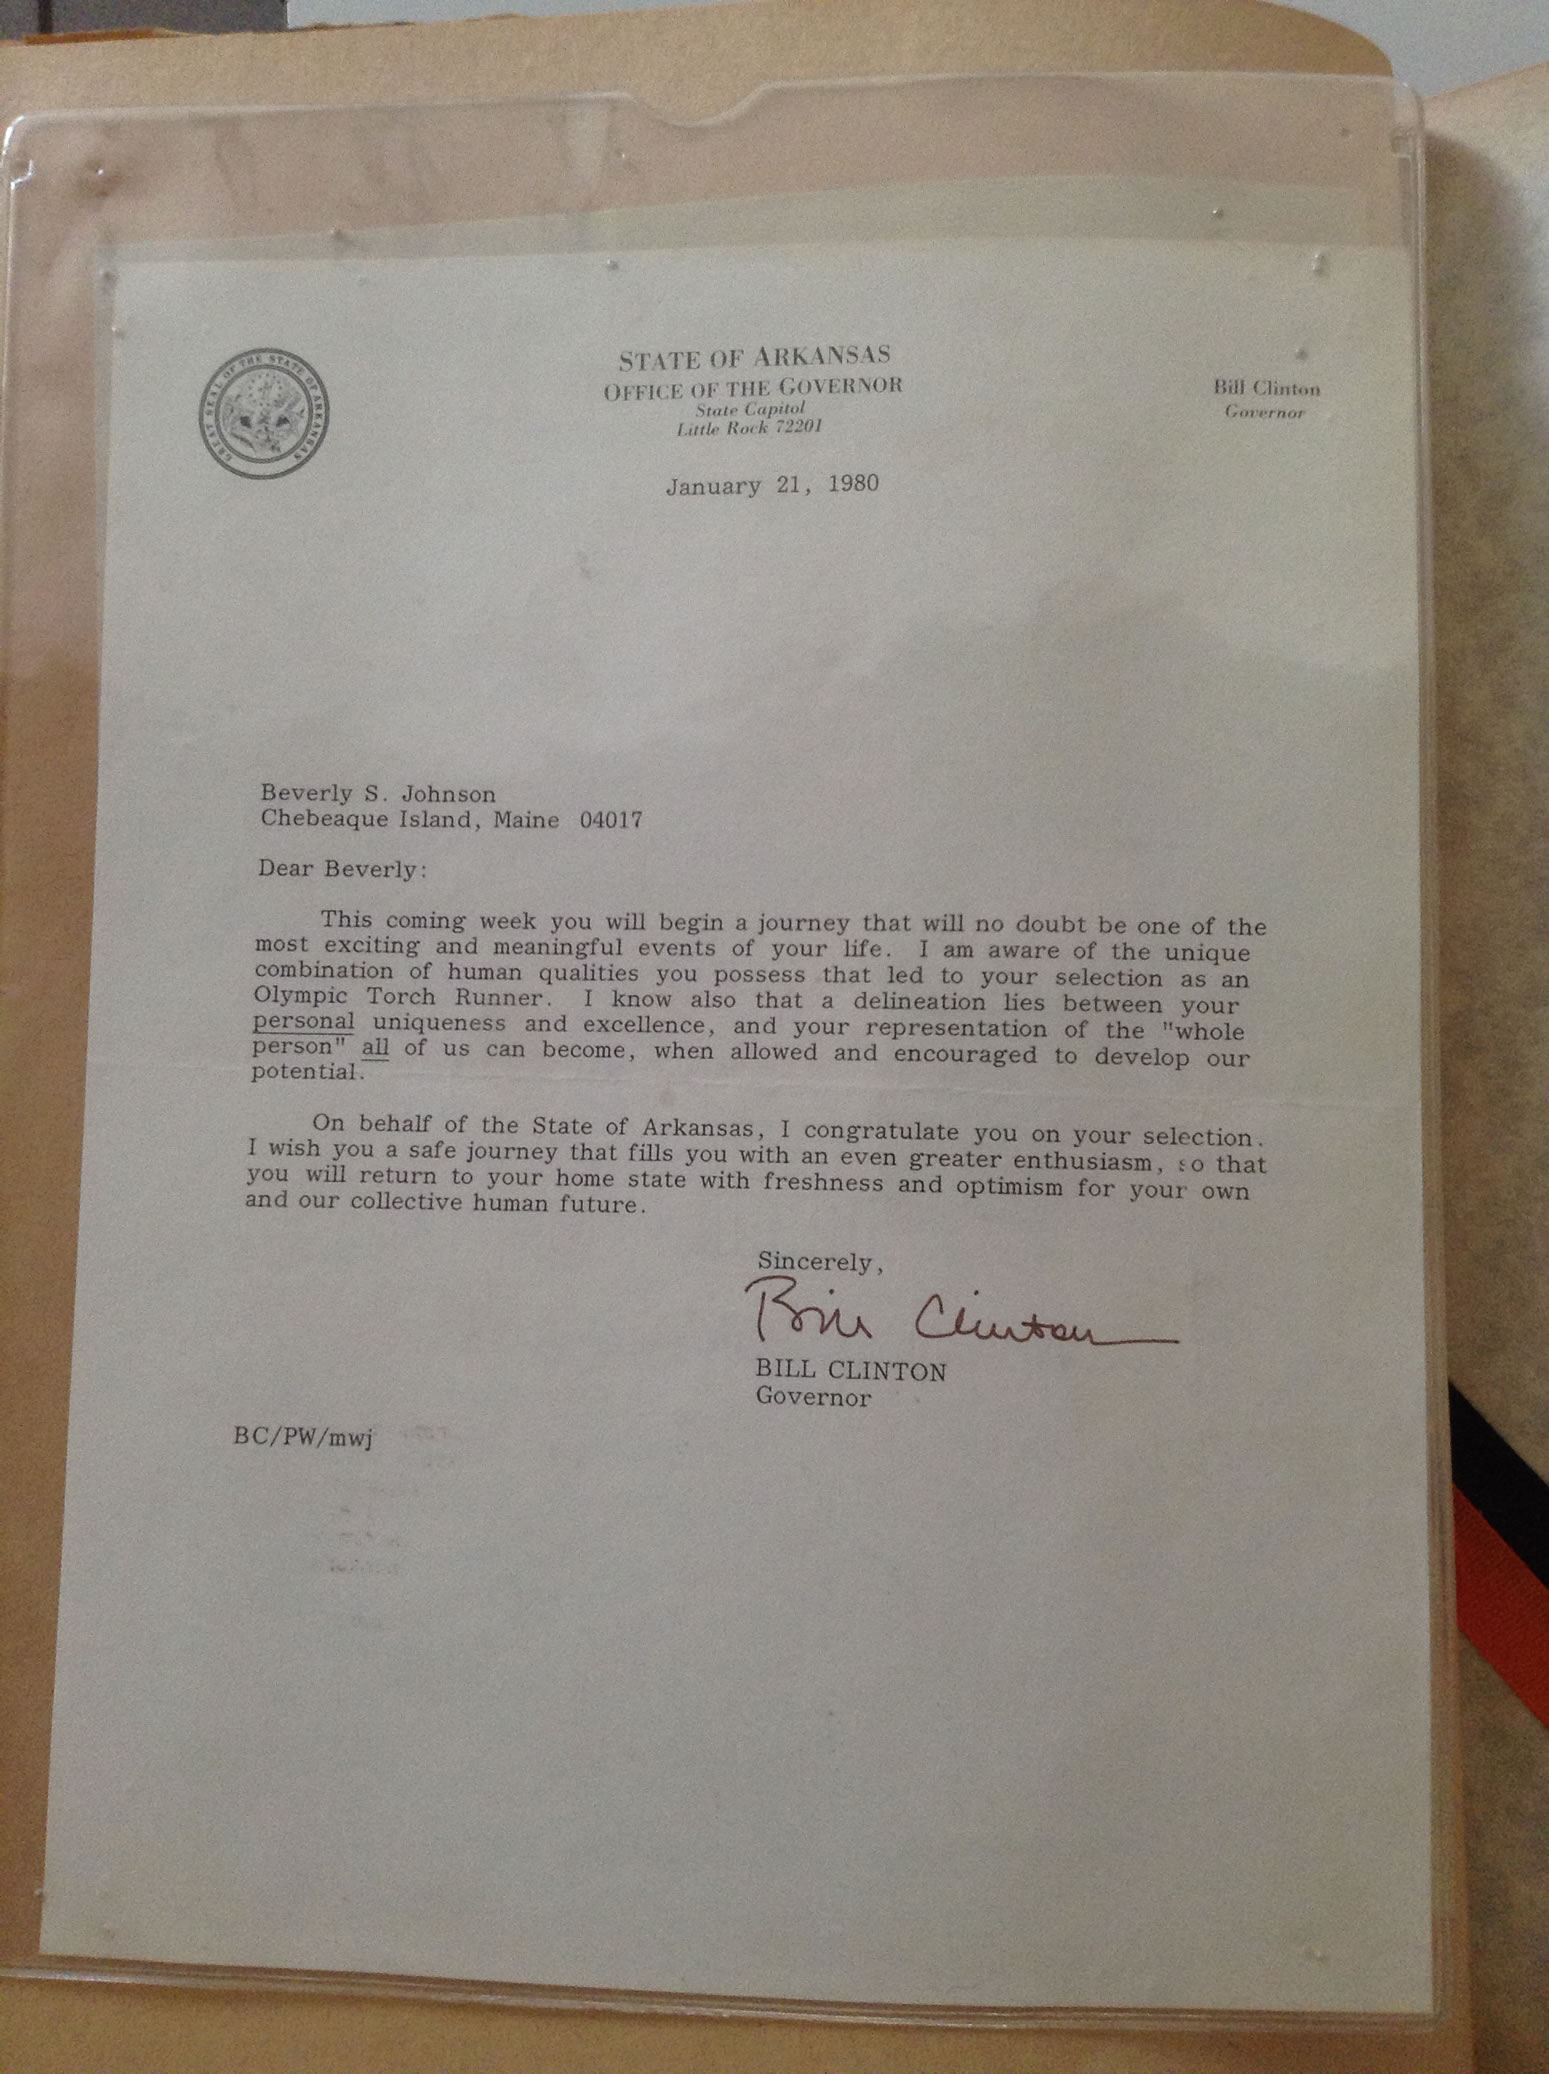 GREAT SEAL OF THE STATE OF ARKANSAS
STATE OF ARKANSAS
OFFICE OF THE GOVERNOR
State Capitol
Little Rock 72201
Bill Clinton
Governor
January 21, 1980
Beverly S. Johnson
Chebeaque Island, Maine 04017
Dear Beverly:
This coming week you will begin a journey that will no doubt be one of the
most exciting and meaningful events of your life. I am aware of the unique
combination of human qualities you possess that led to your selection as an
Olympic Torch Runner. I know also that a delineation lies between your
personal uniqueness and excellence, and your representation of the "whole
person" all of us can become, when allowed and encouraged to develop our
potential.
On behalf of the State of Arkansas, I congratulate you on your selection.
I wish you a safe journey that fills you with an even greater enthusiasm, so that
you will return to your home state with freshness and optimism for your own
and our collective human future.
Sincerely,
Bill Clinton
BILL CLINTON
Governor
BC/PW/mwj